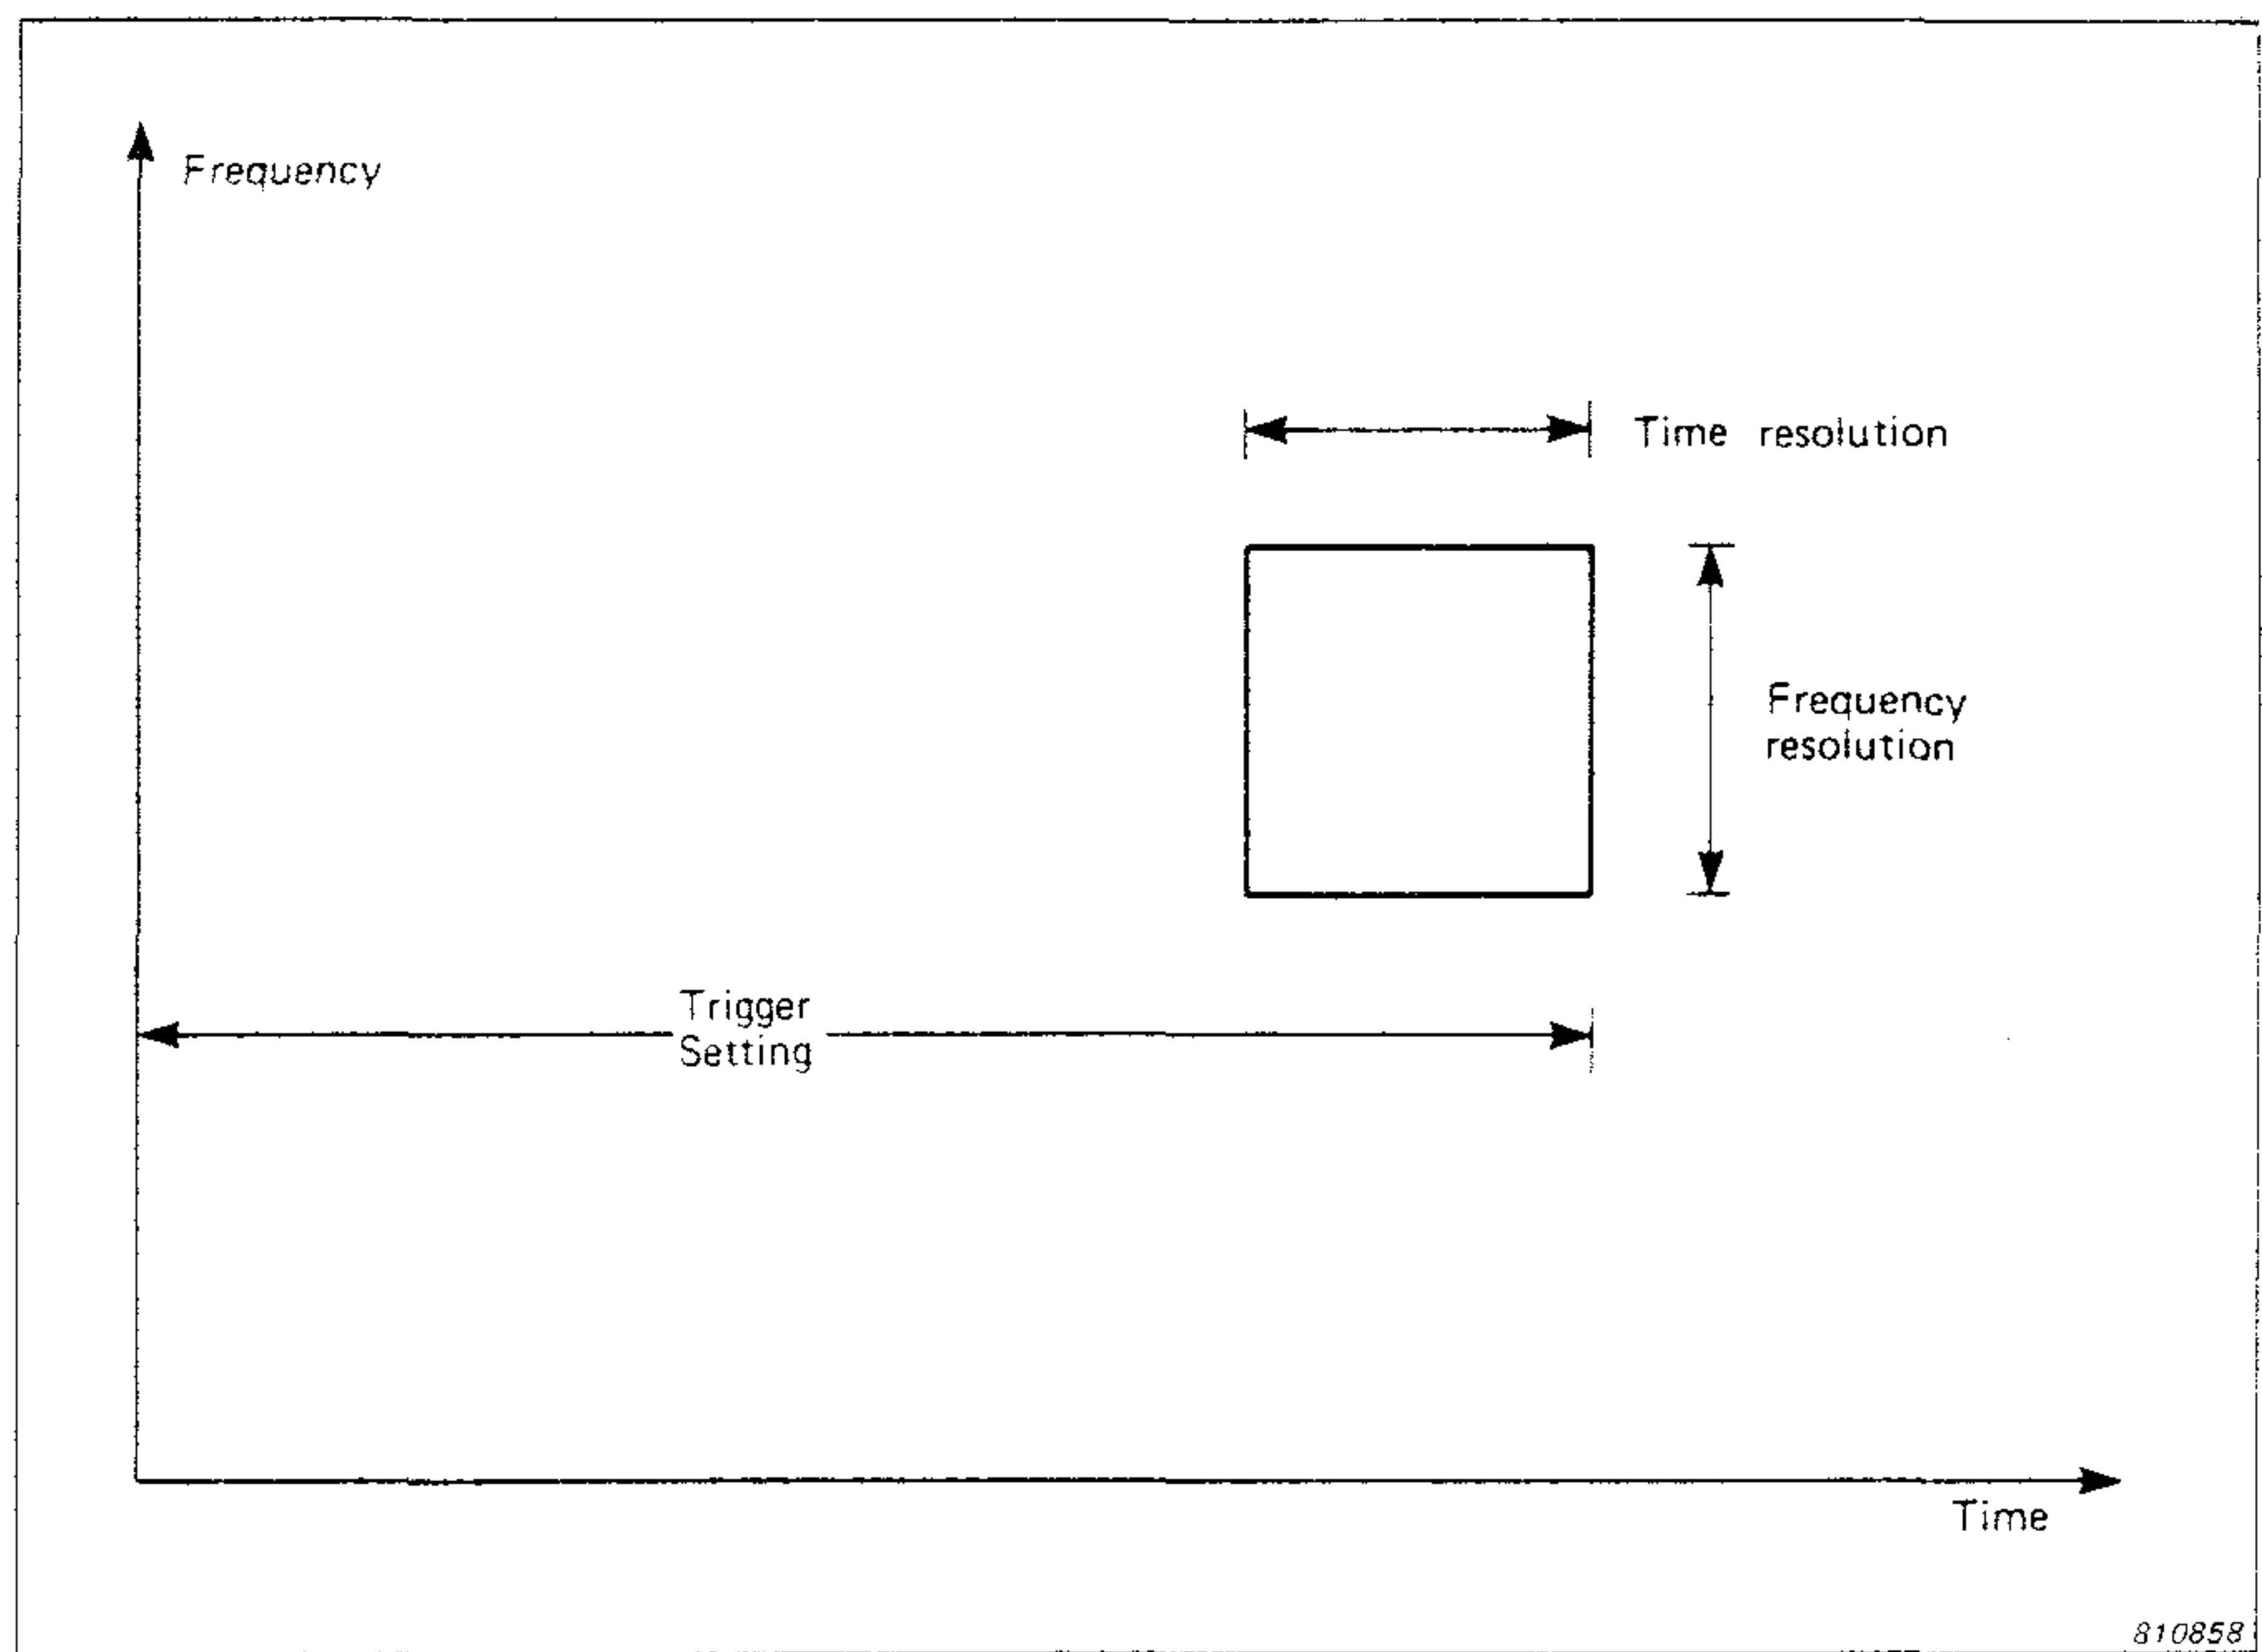 Frequency
Time resolution
Frequency
resolution
Trigger
Setting
Time
810858